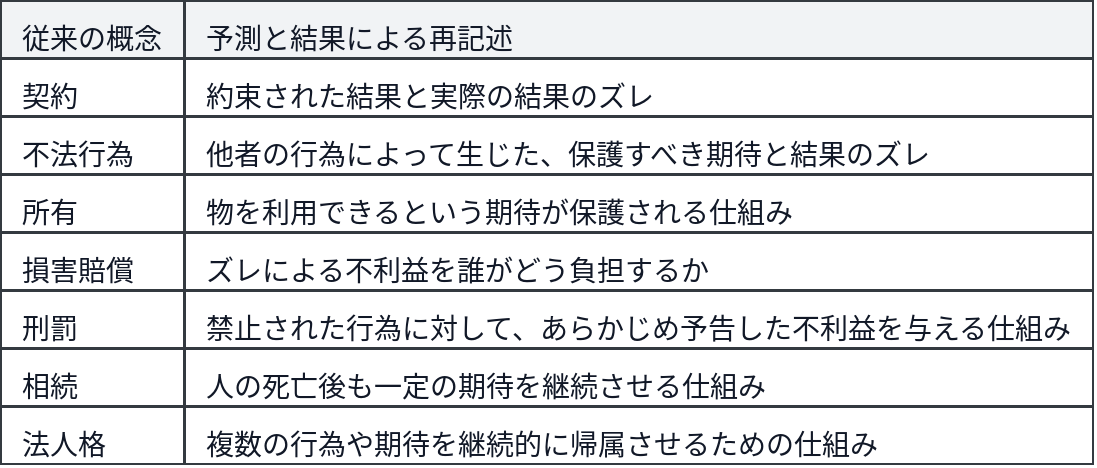 従来の概念 予測と結果による再記述
契約 約束された結果と実際の結果のズレ
不法行為 他者の行為によって生じた、保護すべき期待と結果のズレ
所有 物を利用できるという期待が保護される仕組み
損害賠償 ズレによる不利益を誰がどう負担するか
刑罰 禁止された行為に対して、あらかじめ予告した不利益を与える仕組み
相続 人の死亡後も一定の期待を継続させる仕組み
法人格 複数の行為や期待を継続的に帰属させるための仕組み